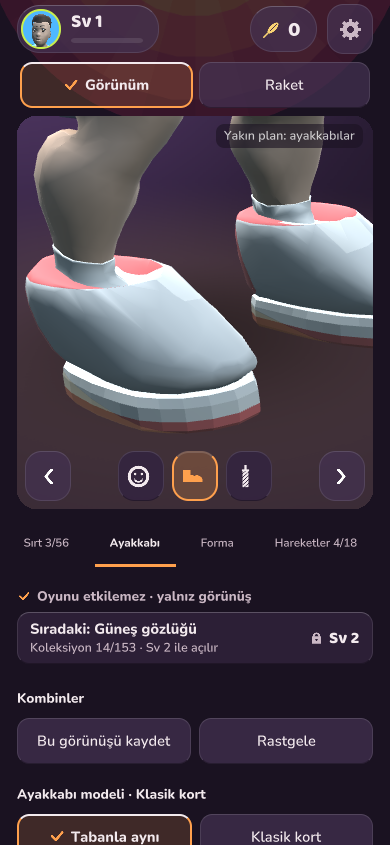 Sv 1
0
Görünüm
Raket
Yakın plan: ayakkabılar
Sırt 3/56
Ayakkabı
Forma
Hareketler 4/18
Oyunu etkilemez · yalnız görünüş
Sıradaki: Güneş gözlüğü
Koleksiyon 14/153 · Sv 2 ile açılır
Sv 2
Kombinler
Bu görünüşü kaydet
Rastgele
Ayakkabı modeli · Klasik kort
Tabanla aynı
Klasik kort